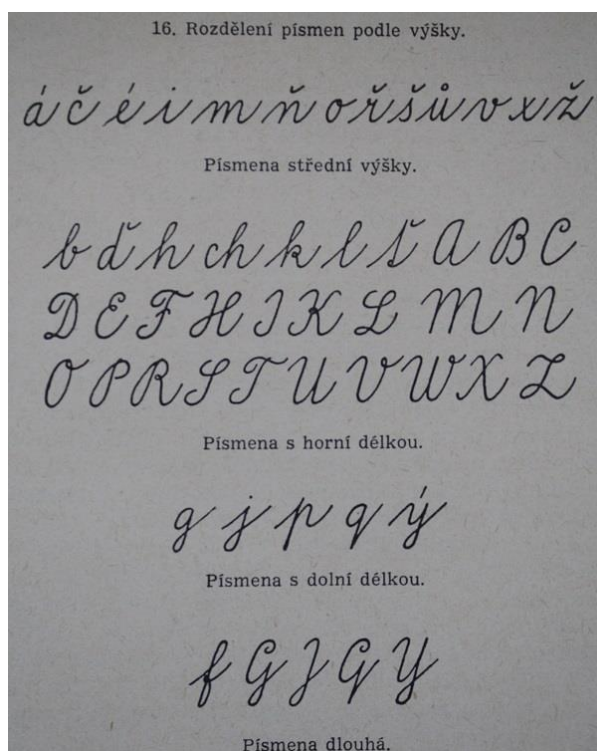 16. Rozdělení písmen podle výšky.
á č é i m n̆ o ř š ů v x ž
Písmena střední výšky.
b ď h ch k l t̆ A B C
D E F H I K L M N
O P R S T U V W X Z
Písmena s horní délkou.
g j p q ý
Písmena s dolní délkou.
f G J Q Y
Písmena dlouhá.